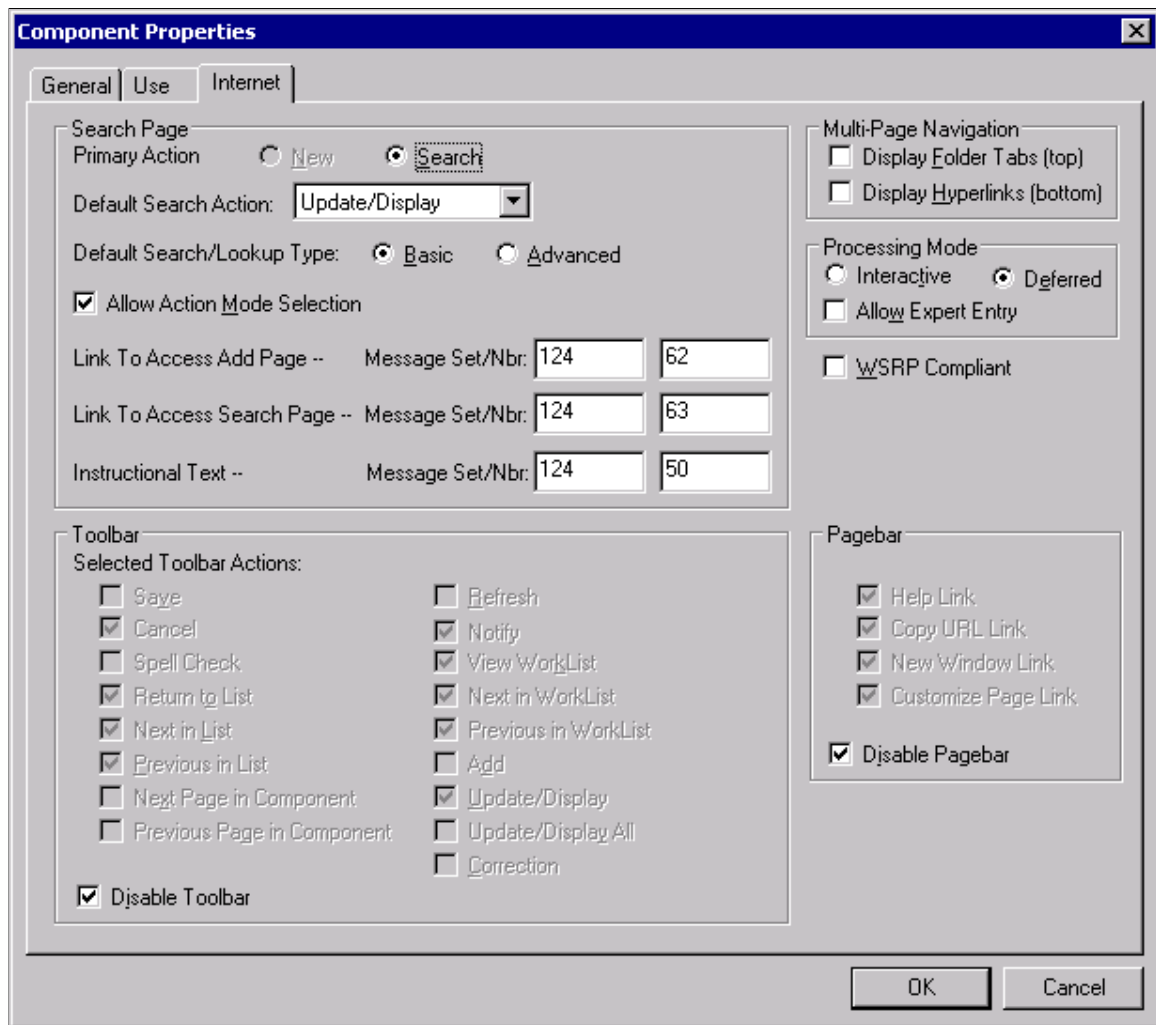 Component Properties
General Use Internet
Search Page
Primary Action New Search
Default Search Action: Update/Display
Default Search/Lookup Type: Basic Advanced
Allow Action Mode Selection
Link To Access Add Page -- Message Set/Nbr: 124 62
Link To Access Search Page -- Message Set/Nbr: 124 63
Instructional Text -- Message Set/Nbr: 124 50
Multi-Page Navigation
Display Folder Tabs (top)
Display Hyperlinks (bottom)
Processing Mode
Interactive Deferred
Allow Expert Entry
WSRP Compliant
Toolbar
Selected Toolbar Actions:
Save Refresh
Cancel Notify
Spell Check View WorkList
Return to List Next in WorkList
Next in List Previous in WorkList
Previous in List Add
Next Page in Component Update/Display
Previous Page in Component Update/Display All
Correction
Disable Toolbar
Pagebar
Help Link
Copy URL Link
New Window Link
Customize Page Link
Disable Pagebar
OK Cancel